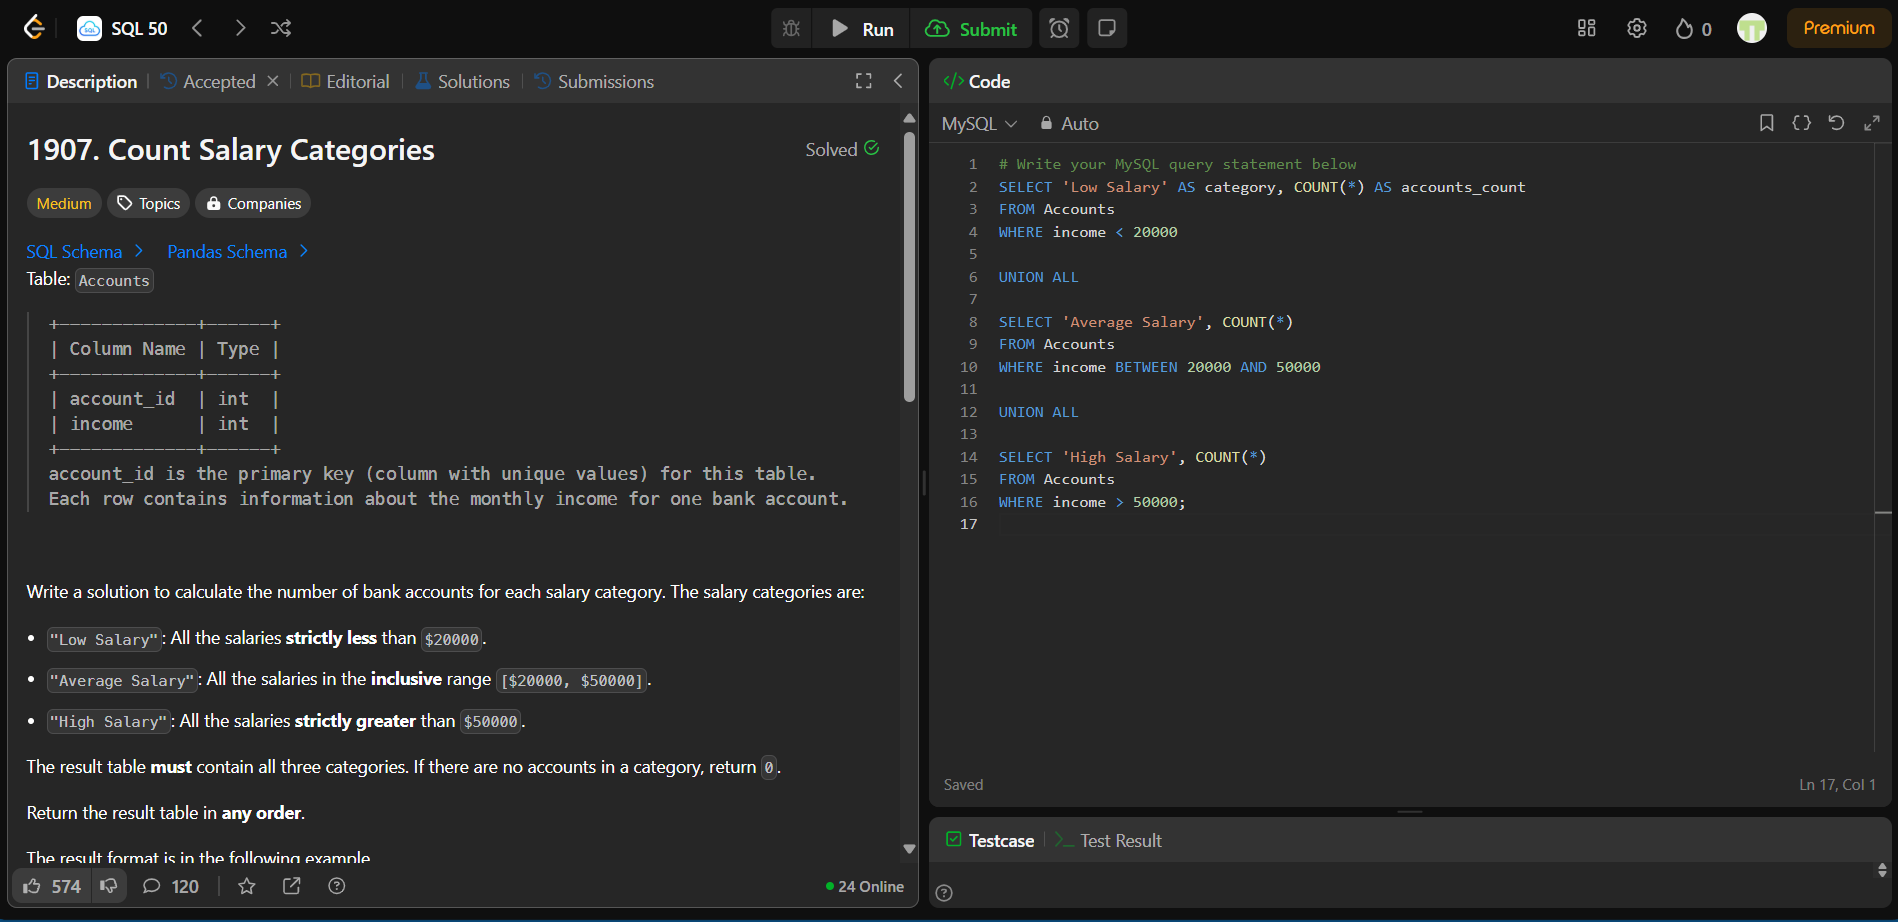 SQL 50
Run
Submit
0
Premium
Description
Accepted
Editorial
Solutions
Submissions
1907. Count Salary Categories
Solved
Medium
Topics
Companies
SQL Schema
Pandas Schema
Table: Accounts
+-------------+------+
| Column Name | Type |
+-------------+------+
| account_id  | int  |
| income      | int  |
+-------------+------+
account_id is the primary key (column with unique values) for this table.
Each row contains information about the monthly income for one bank account.
Write a solution to calculate the number of bank accounts for each salary category. The salary categories are:
• "Low Salary": All the salaries strictly less than $20000.
• "Average Salary": All the salaries in the inclusive range [$20000, $50000].
• "High Salary": All the salaries strictly greater than $50000.
The result table must contain all three categories. If there are no accounts in a category, return 0.
Return the result table in any order.
The result format is in the following example
574
120
24 Online
</> Code
MySQL
Auto
1 # Write your MySQL query statement below
2 SELECT 'Low Salary' AS category, COUNT(*) AS accounts_count
3 FROM Accounts
4 WHERE income < 20000
5
6 UNION ALL
7
8 SELECT 'Average Salary', COUNT(*)
9 FROM Accounts
10 WHERE income BETWEEN 20000 AND 50000
11
12 UNION ALL
13
14 SELECT 'High Salary', COUNT(*)
15 FROM Accounts
16 WHERE income > 50000;
17
Saved
Ln 17, Col 1
Testcase
Test Result